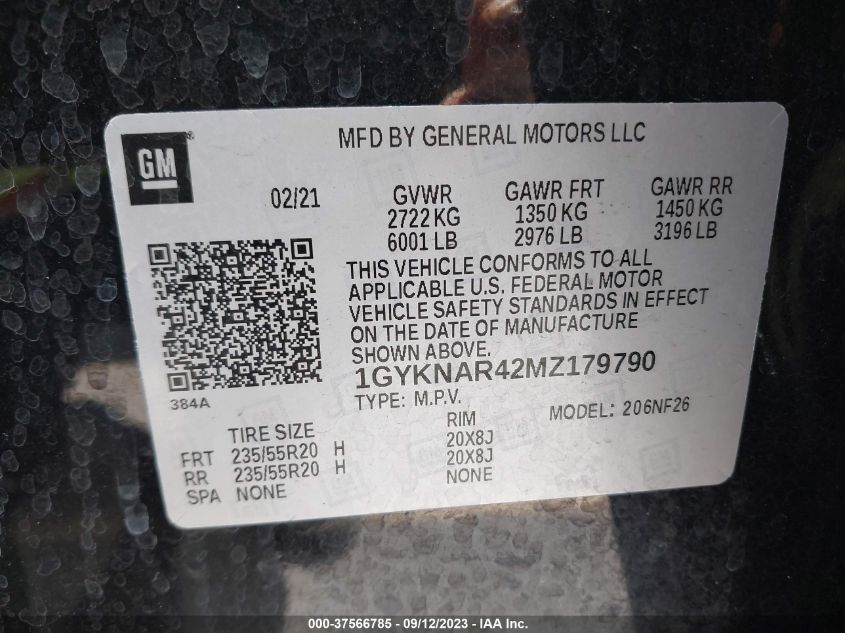 MFD BY GENERAL MOTORS LLC
GM®
02/21
GVWR GAWR FRT GAWR RR
2722 KG 1350 KG 1450 KG
6001 LB 2976 LB 3196 LB
THIS VEHICLE CONFORMS TO ALL
APPLICABLE U.S. FEDERAL MOTOR
VEHICLE SAFETY STANDARDS IN EFFECT
ON THE DATE OF MANUFACTURE
SHOWN ABOVE.
1GYKNAR42MZ179790
384A
TYPE: M.P.V. MODEL: 206NF26
TIRE SIZE RIM
FRT 235/55R20 H 20X8J
RR 235/55R20 H 20X8J
SPA NONE NONE
000-37566785 - 09/12/2023 - IAA Inc.